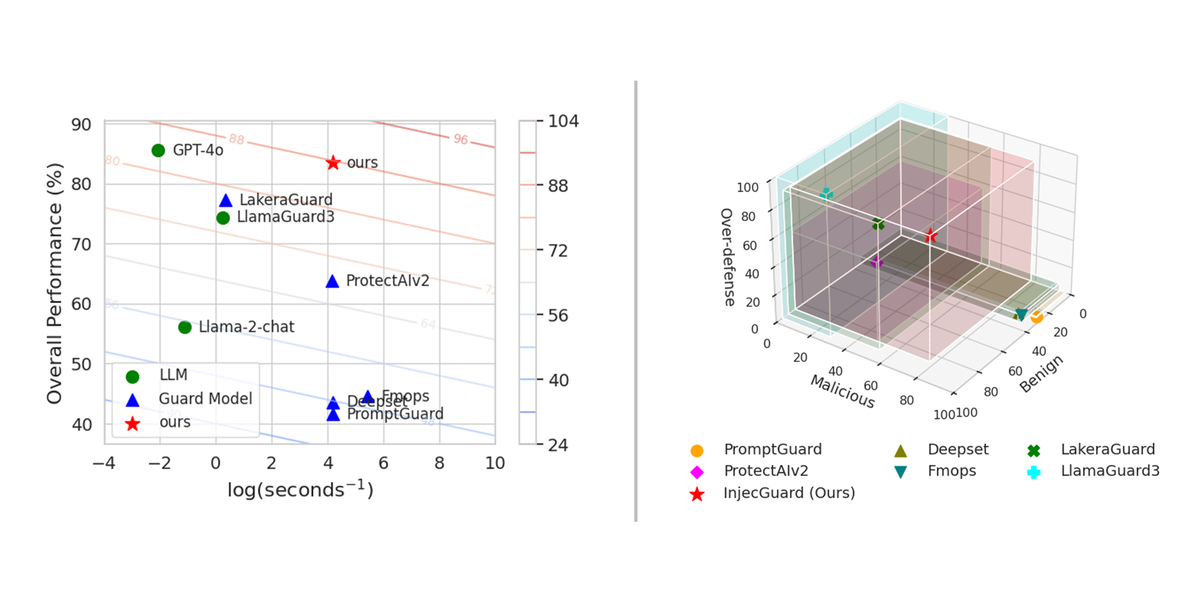 Overall Performance (%)
90
80
70
60
50
40
88
96
80
72
64
56
48
GPT-4o
ours
LakeraGuard
LlamaGuard3
ProtectAIv2
Llama-2-chat
Fmops
Deepset
PromptGuard
LLM
Guard Model
ours
−4 −2 0 2 4 6 8 10
log(seconds⁻¹)
104
88
72
56
40
24
Over-defense
100
80
60
40
20
0
0 20 40 60 80 100
Malicious
100 80 60 40 20 0
Benign
PromptGuard Deepset LakeraGuard
ProtectAIv2 Fmops LlamaGuard3
InjecGuard (Ours)